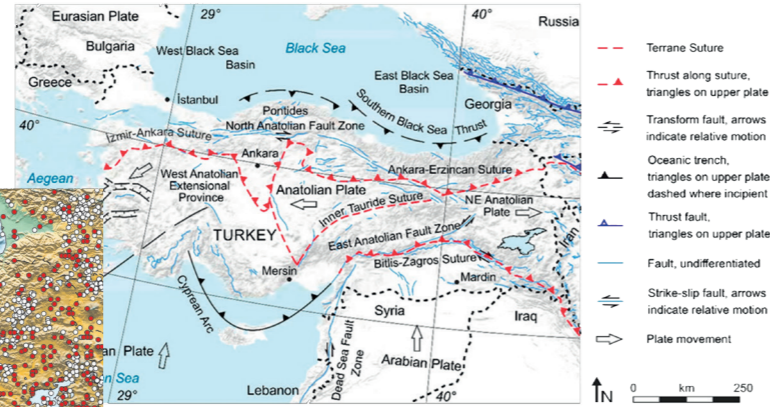 Eurasian Plate
29°
40°
Russia
Bulgaria
West Black Sea
Basin
Black Sea
Greece
East Black Sea
Basin
Georgia
İstanbul
Southern Black Sea Thrust
Pontides
40°
İzmir-Ankara Suture
North Anatolian Fault Zone
Ankara
Ankara-Erzincan Suture
Aegean
West Anatolian
Extensional
Province
Anatolian Plate
Inner Tauride Suture
NE Anatolian
Plate
TURKEY
East Anatolian Fault Zone
Iran
Bitlis-Zagros Suture
Mersin
Mardin
Cyprean Arc
Syria
Iraq
Dead Sea Fault
Zone
an Plate
Arabian Plate
n Sea
29°
Lebanon
40°
Terrane Suture
Thrust along suture,
triangles on upper plate
Transform fault, arrows
indicate relative motion
Oceanic trench,
triangles on upper plate
dashed where incipient
Thrust fault,
triangles on upper plate
Fault, undifferentiated
Strike-slip fault, arrows
indicate relative motion
Plate movement
N
0 km 250